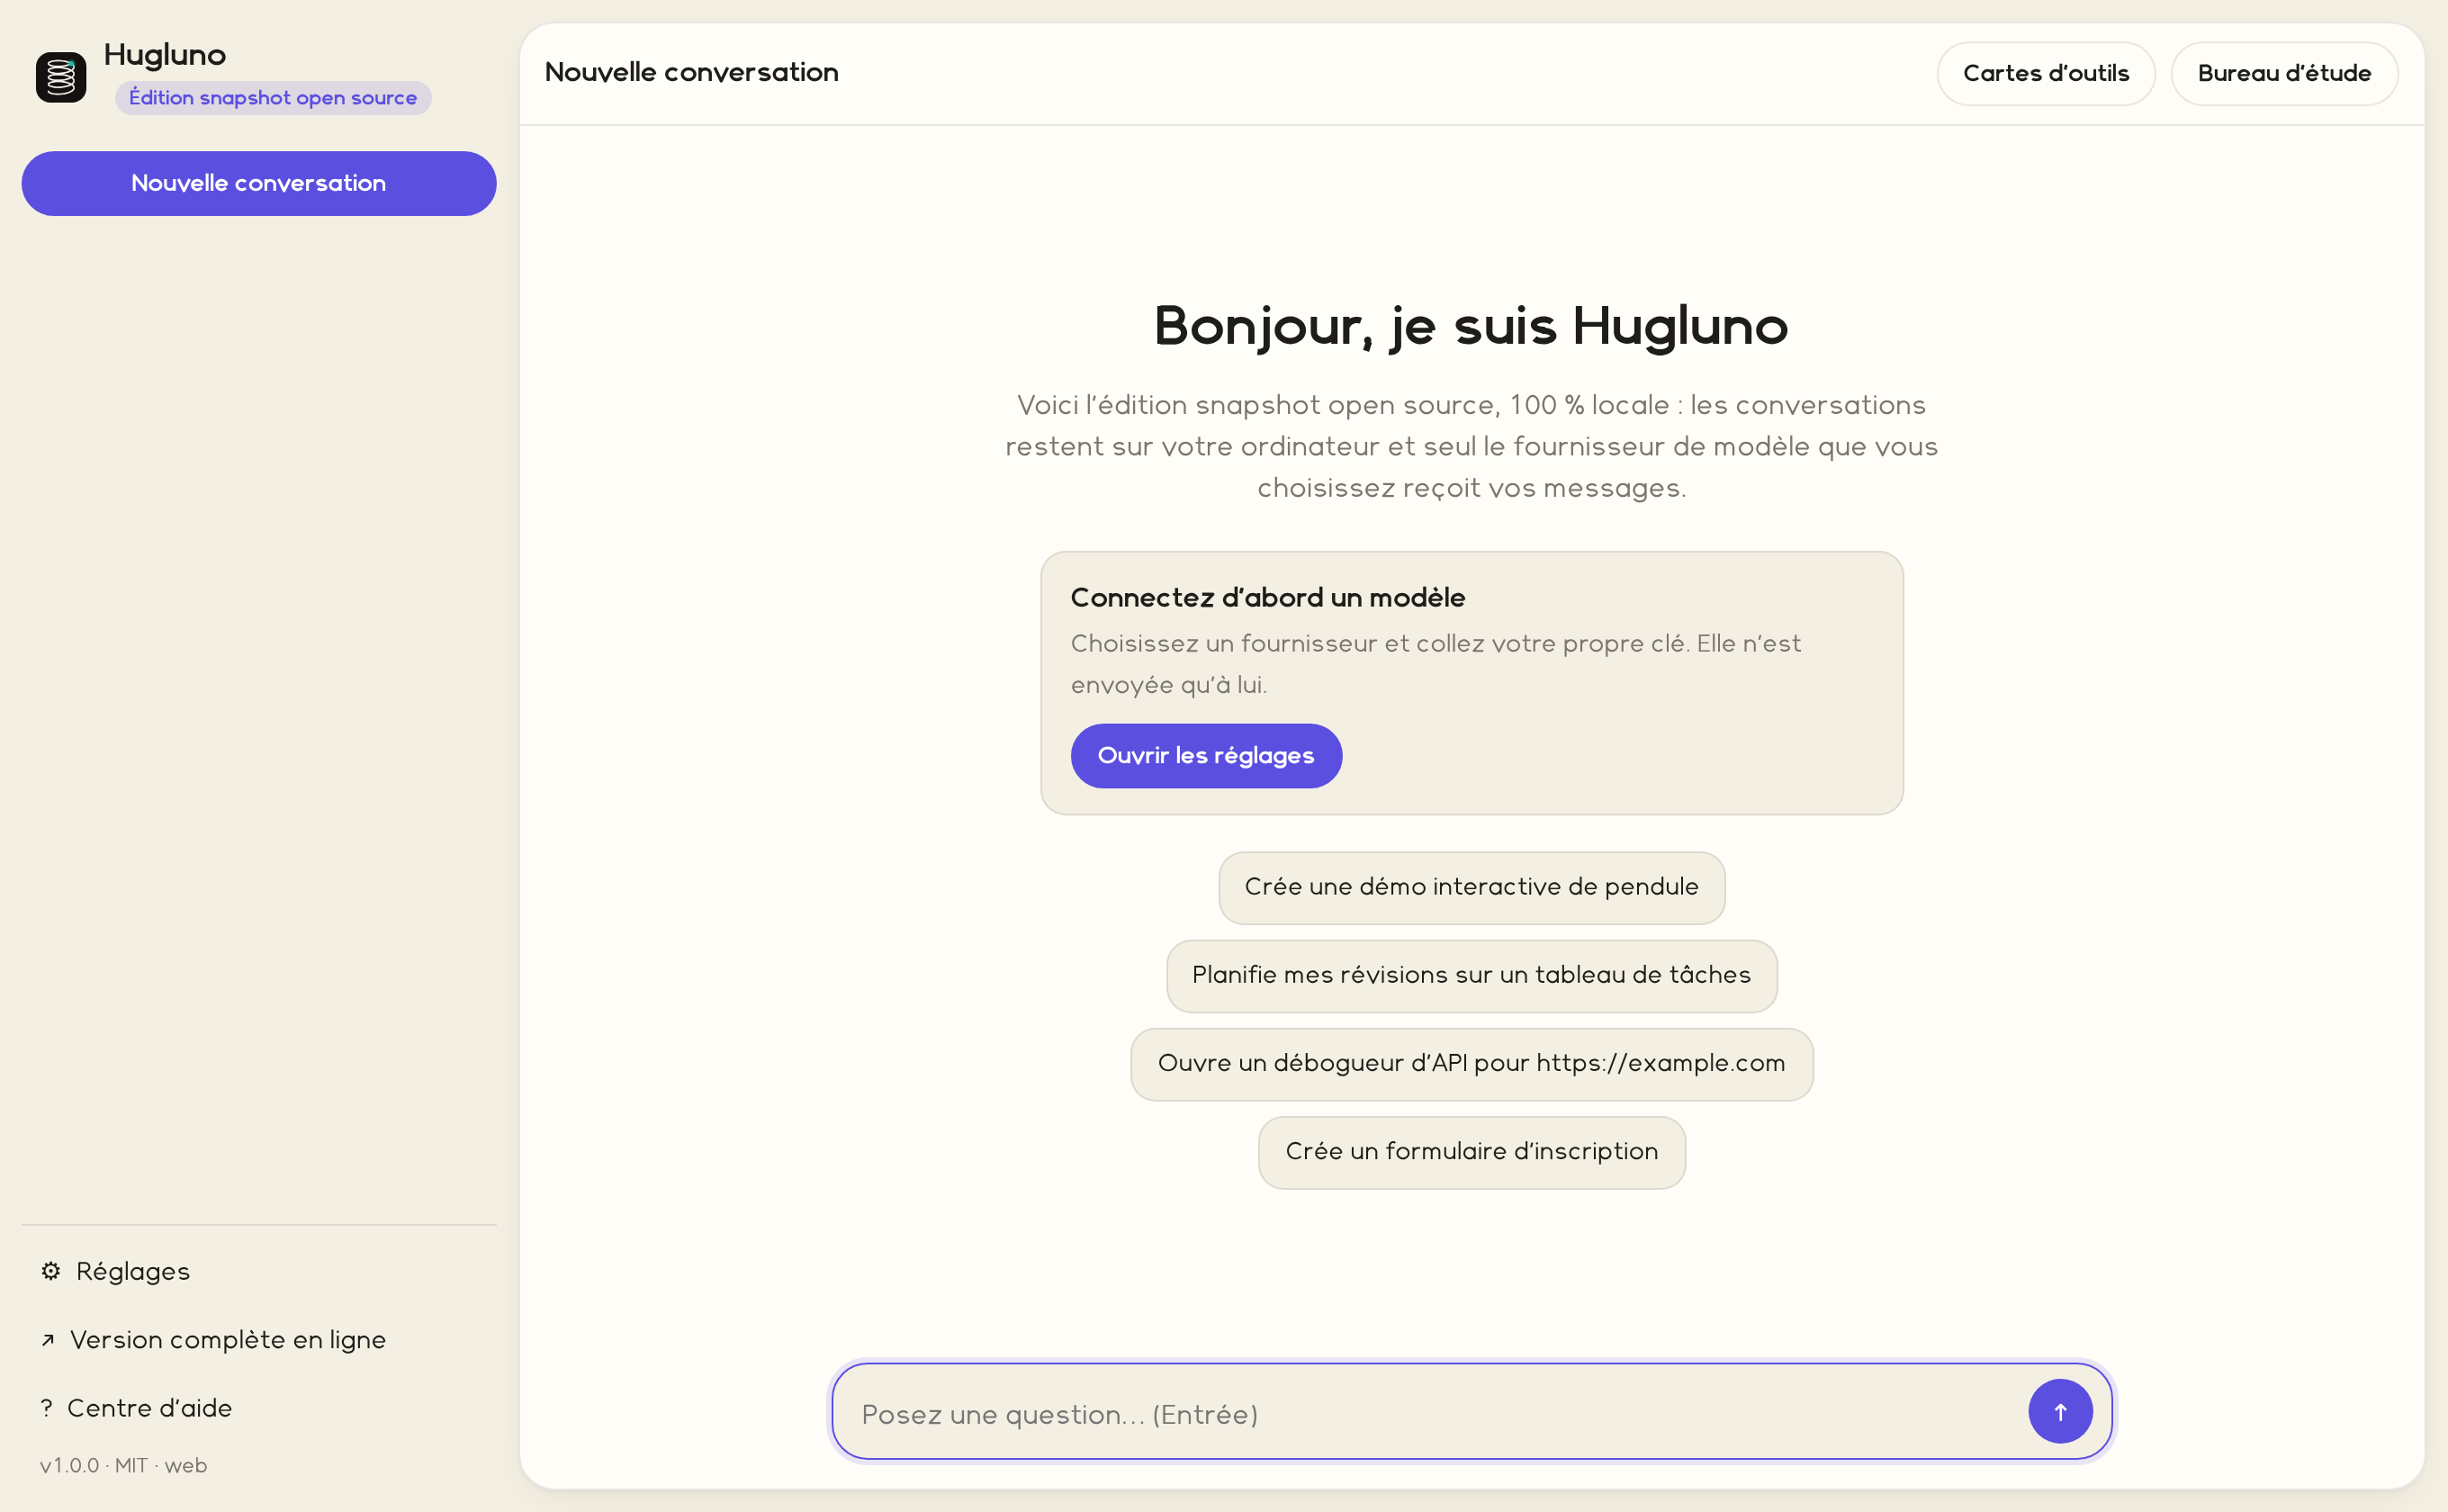 Hugluno
Édition snapshot open source
Nouvelle conversation
Réglages
Version complète en ligne
? Centre d'aide
v1.0.0 · MIT · web
Nouvelle conversation
Cartes d'outils
Bureau d'étude
Bonjour, je suis Hugluno
Voici l'édition snapshot open source, 100 % locale : les conversations
restent sur votre ordinateur et seul le fournisseur de modèle que vous
choisissez reçoit vos messages.
Connectez d'abord un modèle
Choisissez un fournisseur et collez votre propre clé. Elle n'est
envoyée qu'à lui.
Ouvrir les réglages
Crée une démo interactive de pendule
Planifie mes révisions sur un tableau de tâches
Ouvre un débogueur d'API pour https://example.com
Crée un formulaire d'inscription
Posez une question… (Entrée)